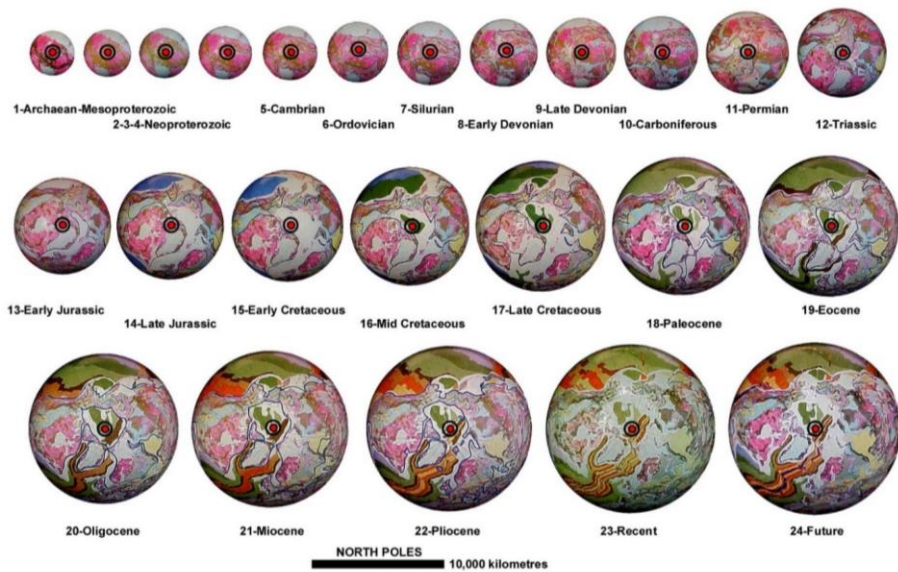 1-Archaean-Mesoproterozoic
2-3-4-Neoproterozoic
5-Cambrian
6-Ordovician
7-Silurian
8-Early Devonian
9-Late Devonian
10-Carboniferous
11-Permian
12-Triassic
13-Early Jurassic
14-Late Jurassic
15-Early Cretaceous
16-Mid Cretaceous
17-Late Cretaceous
18-Paleocene
19-Eocene
20-Oligocene
21-Miocene
22-Pliocene
23-Recent
24-Future
NORTH POLES
10,000 kilometres